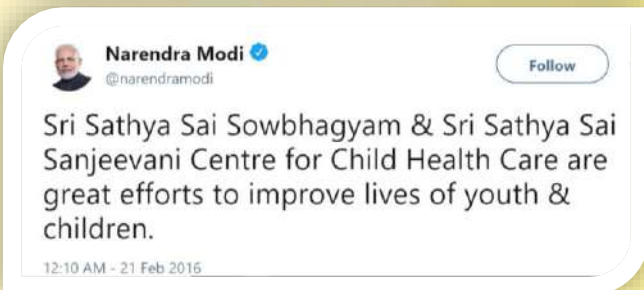 Narendra Modi
@narendramodi
Follow
Sri Sathya Sai Sowbhagyam & Sri Sathya Sai
Sanjeevani Centre for Child Health Care are
great efforts to improve lives of youth &
children.
12:10 AM - 21 Feb 2016